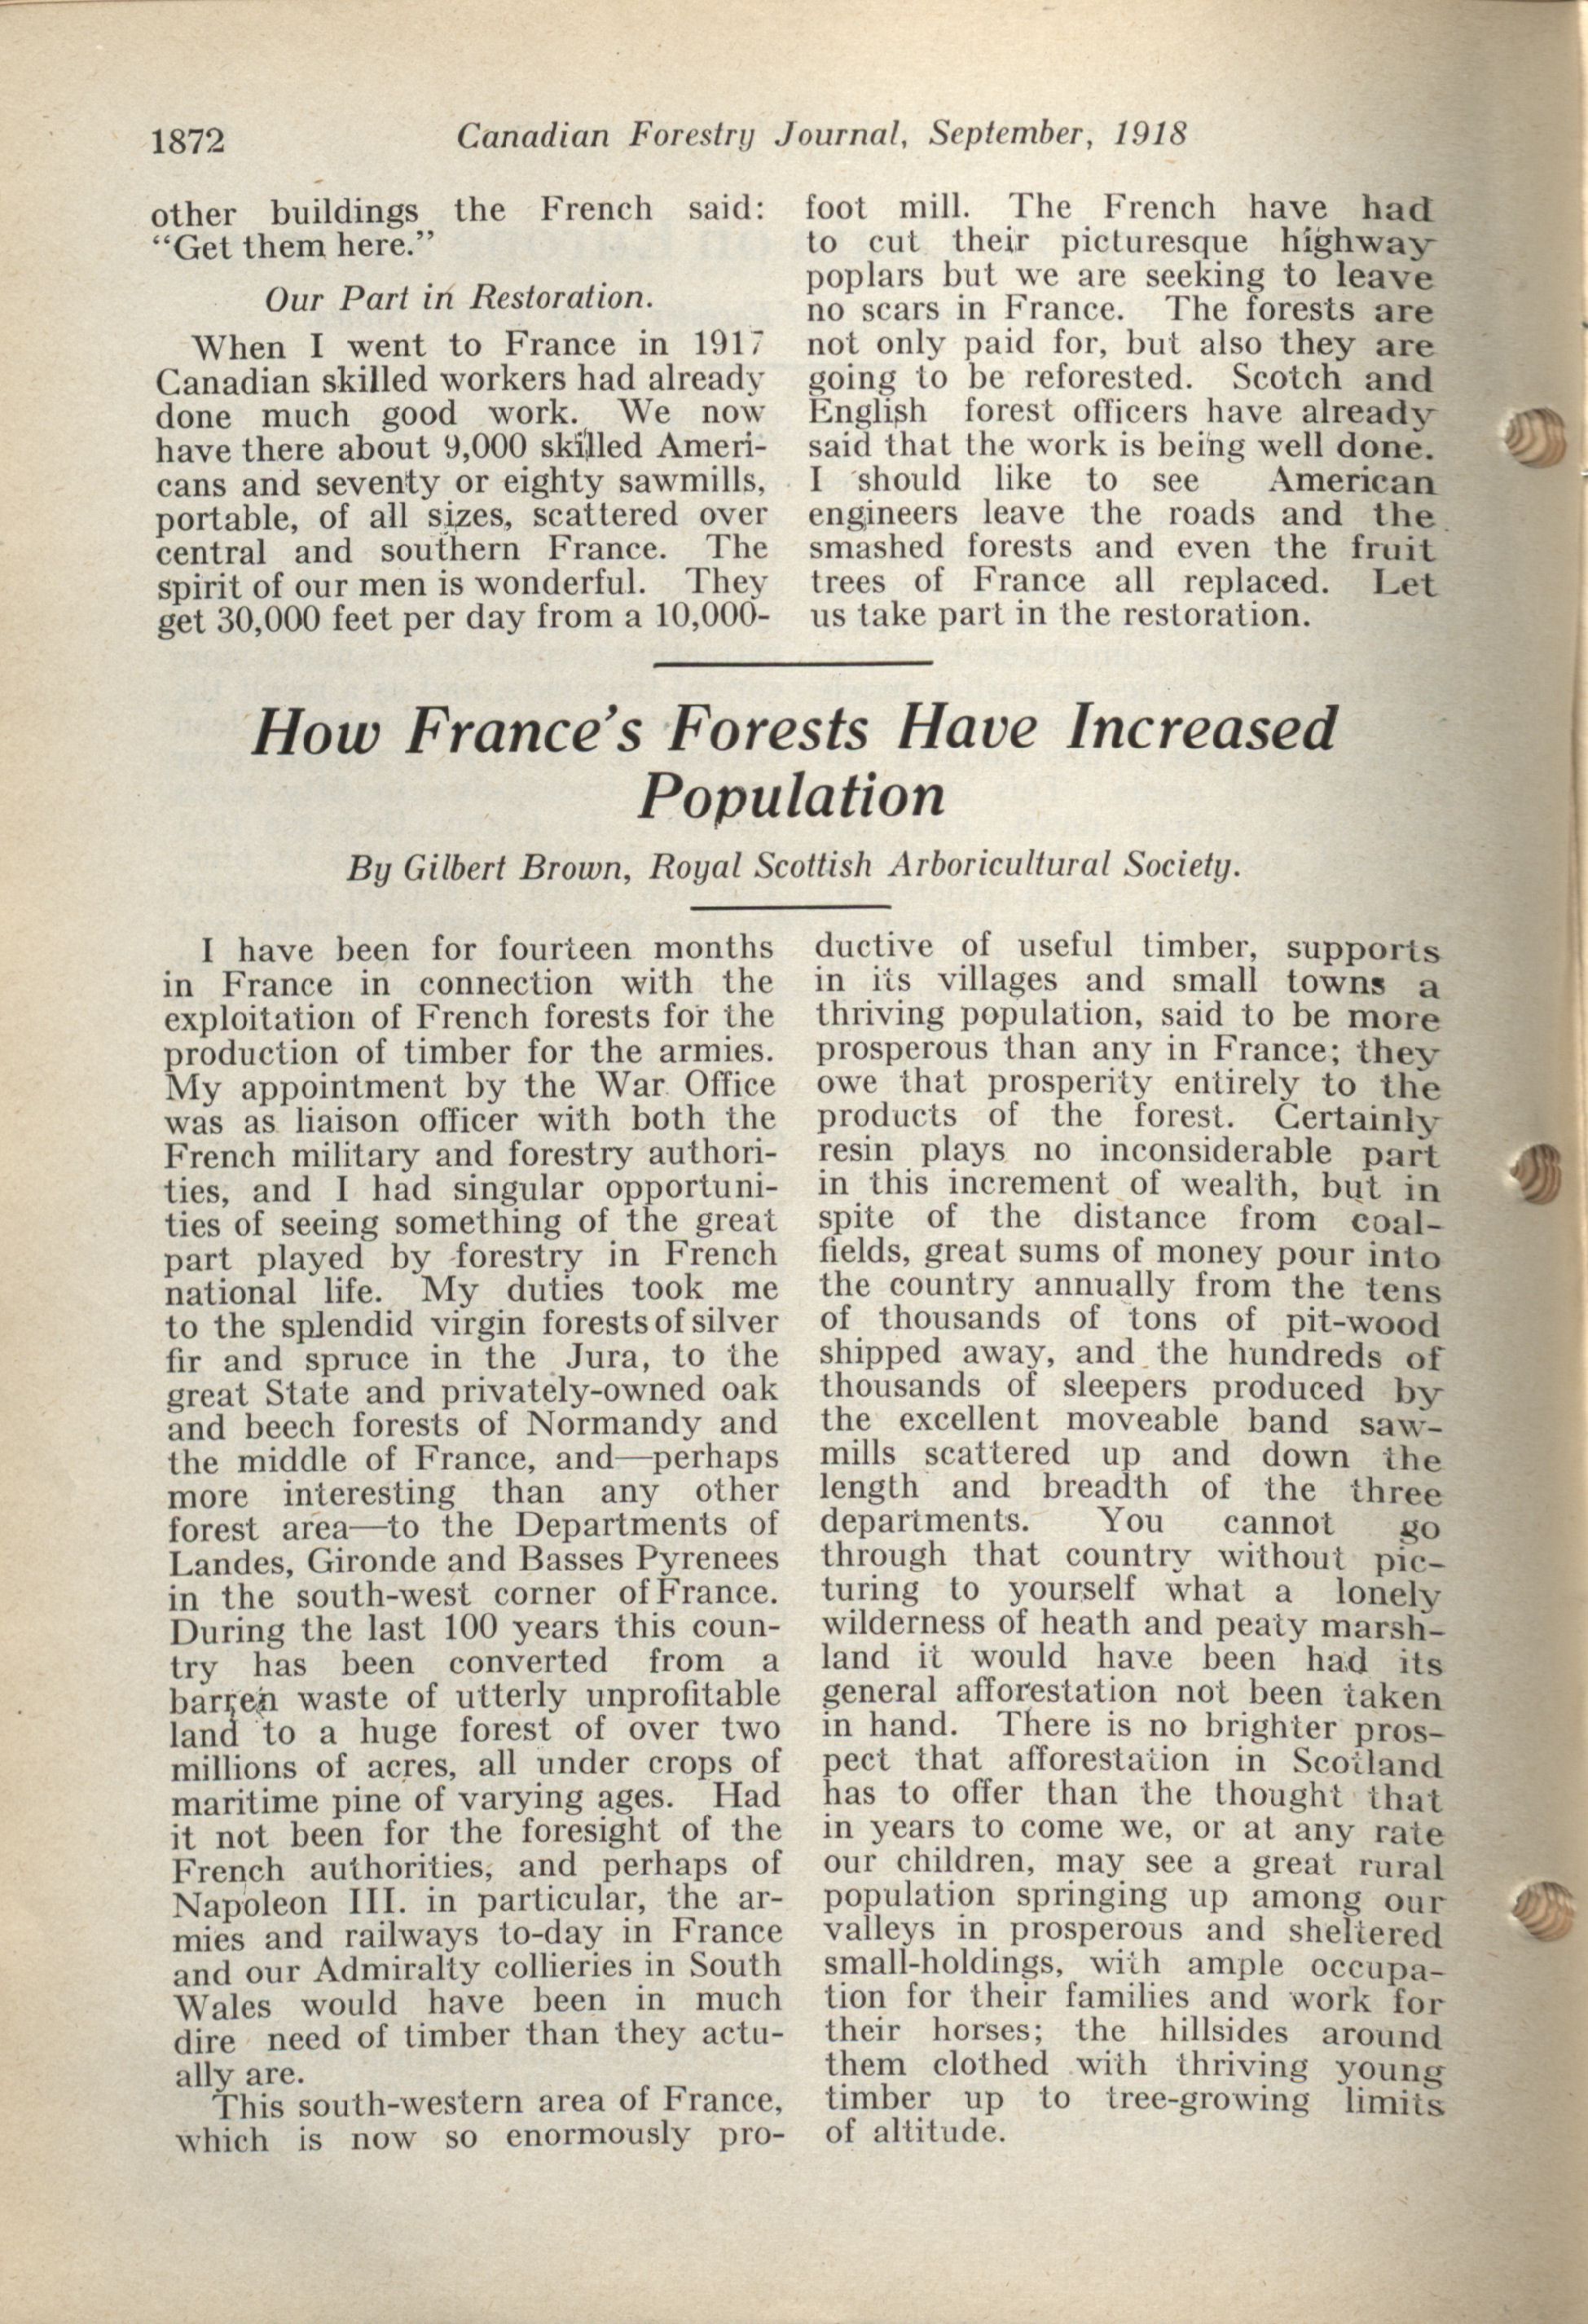 1872
Canadian Forestry Journal, September, 1918
other buildings the French said:
“Get them here.”
Our Part in Restoration.
When I went to France in 1917
Canadian skilled workers had already
done much good work. We now
have there about 9,000 skilled Ameri-
cans and seventy or eighty sawmills,
portable, of all sizes, scattered over
central and southern France. The
spirit of our men is wonderful. They
get 30,000 feet per day from a 10,000-
foot mill. The French have had
to cut their picturesque highway
poplars but we are seeking to leave
no scars in France. The forests are
not only paid for, but also they are
going to be reforested. Scotch and
English forest officers have already
said that the work is being well done.
I should like to see American
engineers leave the roads and the
smashed forests and even the fruit
trees of France all replaced. Let
us take part in the restoration.
How France’s Forests Have Increased
Population
By Gilbert Brown, Royal Scottish Arboricultural Society.
I have been for fourteen months
in France in connection with the
exploitation of French forests for the
production of timber for the armies.
My appointment by the War Office
was as liaison officer with both the
French military and forestry authori-
ties, and I had singular opportuni-
ties of seeing something of the great
part played by forestry in French
national life. My duties took me
to the splendid virgin forests of silver
fir and spruce in the Jura, to the
great State and privately-owned oak
and beech forests of Normandy and
the middle of France, and—perhaps
more interesting than any other
forest area—to the Departments of
Landes, Gironde and Basses Pyrenees
in the south-west corner of France.
During the last 100 years this coun-
try has been converted from a
barren waste of utterly unprofitable
land to a huge forest of over two
millions of acres, all under crops of
maritime pine of varying ages. Had
it not been for the foresight of the
French authorities, and perhaps of
Napoleon III. in particular, the ar-
mies and railways to-day in France
and our Admiralty collieries in South
Wales would have been in much
dire need of timber than they actu-
ally are.
This south-western area of France,
which is now so enormously pro-
ductive of useful timber, supports
in its villages and small towns a
thriving population, said to be more
prosperous than any in France; they
owe that prosperity entirely to the
products of the forest. Certainly
resin plays no inconsiderable part
in this increment of wealth, but in
spite of the distance from coal-
fields, great sums of money pour into
the country annually from the tens
of thousands of tons of pit-wood
shipped away, and the hundreds of
thousands of sleepers produced by
the excellent moveable band saw-
mills scattered up and down the
length and breadth of the three
departments. You cannot go
through that country without pic-
turing to yourself what a lonely
wilderness of heath and peaty marsh-
land it would have been had its
general afforestation not been taken
in hand. There is no brighter pros-
pect that afforestation in Scotland
has to offer than the thought that
in years to come we, or at any rate
our children, may see a great rural
population springing up among our
valleys in prosperous and sheltered
small-holdings, with ample occupa-
tion for their families and work for
their horses; the hillsides around
them clothed with thriving young
timber up to tree-growing limits
of altitude.